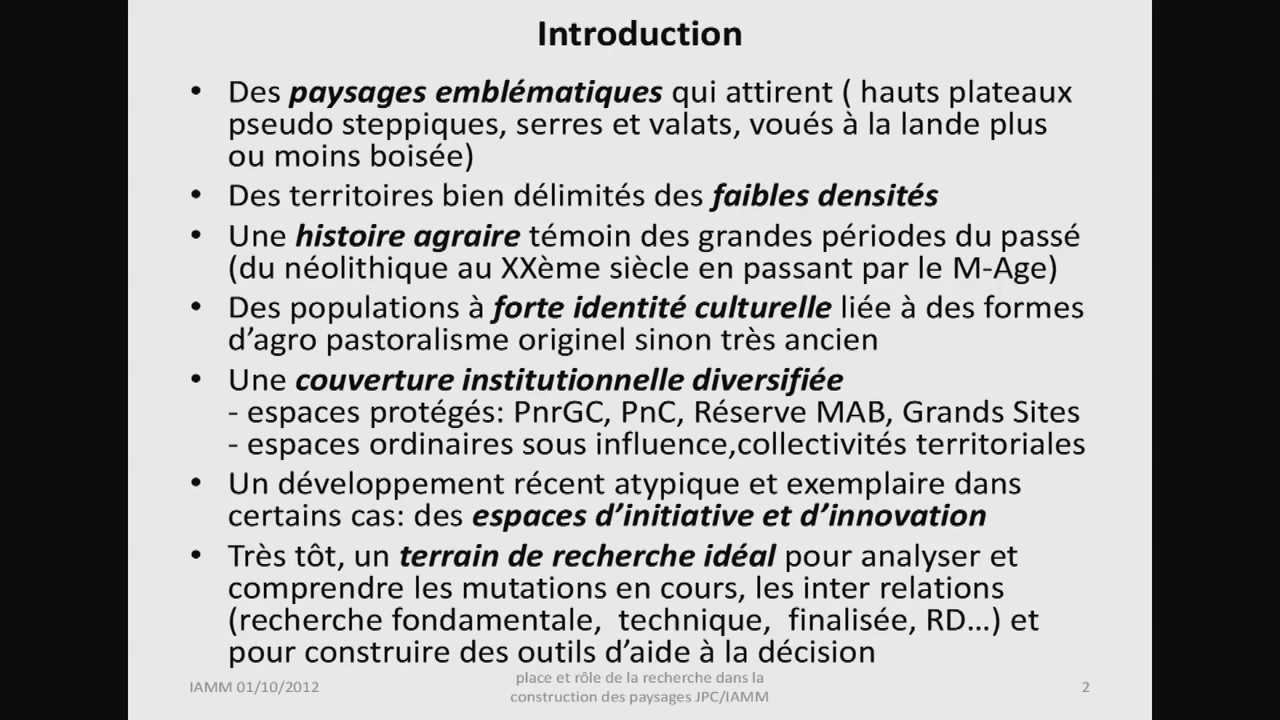 Introduction
• Des paysages emblématiques qui attirent ( hauts plateaux
pseudo steppiques, serres et valats, voués à la lande plus
ou moins boisée)
• Des territoires bien délimités des faibles densités
• Une histoire agraire témoin des grandes périodes du passé
(du néolithique au XXème siècle en passant par le M-Age)
• Des populations à forte identité culturelle liée à des formes
d’agro pastoralisme originel sinon très ancien
• Une couverture institutionnelle diversifiée
- espaces protégés: PnrGC, PnC, Réserve MAB, Grands Sites
- espaces ordinaires sous influence,collectivités territoriales
• Un développement récent atypique et exemplaire dans
certains cas: des espaces d’initiative et d’innovation
• Très tôt, un terrain de recherche idéal pour analyser et
comprendre les mutations en cours, les inter relations
(recherche fondamentale, technique, finalisée, RD…) et
pour construire des outils d’aide à la décision
IAMM 01/10/2012
place et rôle de la recherche dans la
construction des paysages JPC/IAMM
2